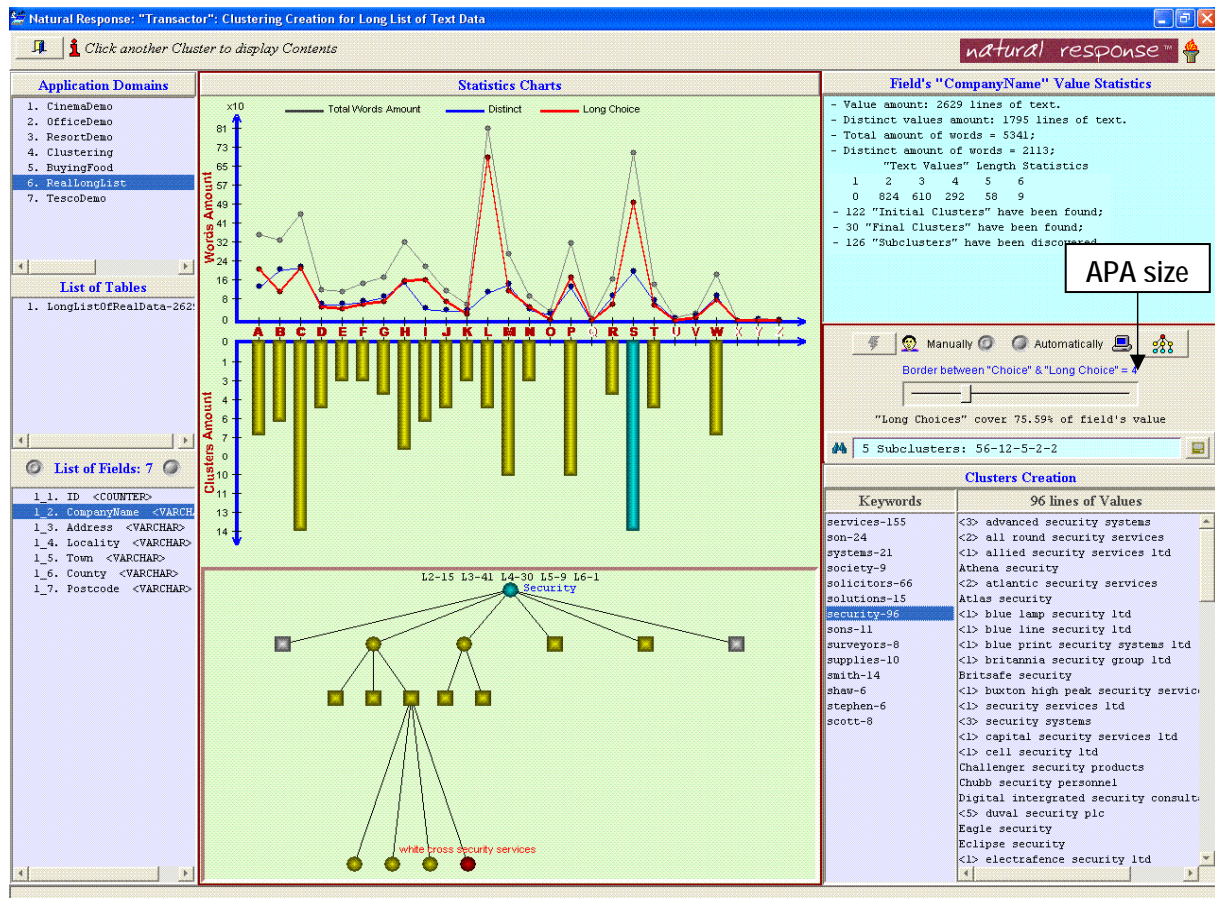 Natural Response: "Transactor": Clustering Creation for Long List of Text Data
i Click another Cluster to display Contents
natural response™
Application Domains
1. CinemaDemo
2. OfficeDemo
3. ResortDemo
4. Clustering
5. BuyingFood
6. RealLongList
7. TescoDemo
List of Tables
1. LongListOfRealData-262
List of Fields: 7
1_1. ID <COUNTER>
1_2. CompanyName <VARCH
1_3. Address <VARCHAR>
1_4. Locality <VARCHAR>
1_5. Town <VARCHAR>
1_6. County <VARCHAR>
1_7. Postcode <VARCHAR>
Statistics Charts
x10
Total Words Amount
Distinct
Long Choice
81
73
65
57
49
41
32
24
16
8
0
Words Amount
A B C D E F G H I J K L M N O P Q R S T U V W X Y Z
0
1
3
4
6
7
0
10
11
13
14
Clusters Amount
L2-15 L3-41 L4-30 L5-9 L6-1
Security
white cross security services
Field's "CompanyName" Value Statistics
- Value amount: 2629 lines of text.
- Distinct values amount: 1795 lines of text.
- Total amount of words = 5341;
- Distinct amount of words = 2113;
"Text Values" Length Statistics
1 2 3 4 5 6
0 824 610 292 58 9
- 122 "Initial Clusters" have been found;
- 30 "Final Clusters" have been found;
- 126 "Subclusters" have been discovered
APA size
Manually
Automatically
Border between "Choice" & "Long Choice" = 4
"Long Choices" cover 75.59% of field's value
5 Subclusters: 56-12-5-2-2
Clusters Creation
Keywords
services-155
son-24
systems-21
society-9
solicitors-66
solutions-15
security-96
sons-11
surveyors-8
supplies-10
smith-14
shaw-6
stephen-6
scott-8
96 lines of Values
<3> advanced security systems
<2> all round security services
<1> allied security services ltd
Athena security
<2> atlantic security services
Atlas security
<1> blue lamp security ltd
<1> blue line security ltd
<1> blue print security systems ltd
<1> britannia security group ltd
Britsafe security
<1> buxton high peak security servic
<1> security services ltd
<3> security systems
<1> capital security services ltd
<1> cell security ltd
Challenger security products
Chubb security personnel
Digital intergrated security consult
<5> duval security plc
Eagle security
Eclipse security
<1> electrafence security ltd